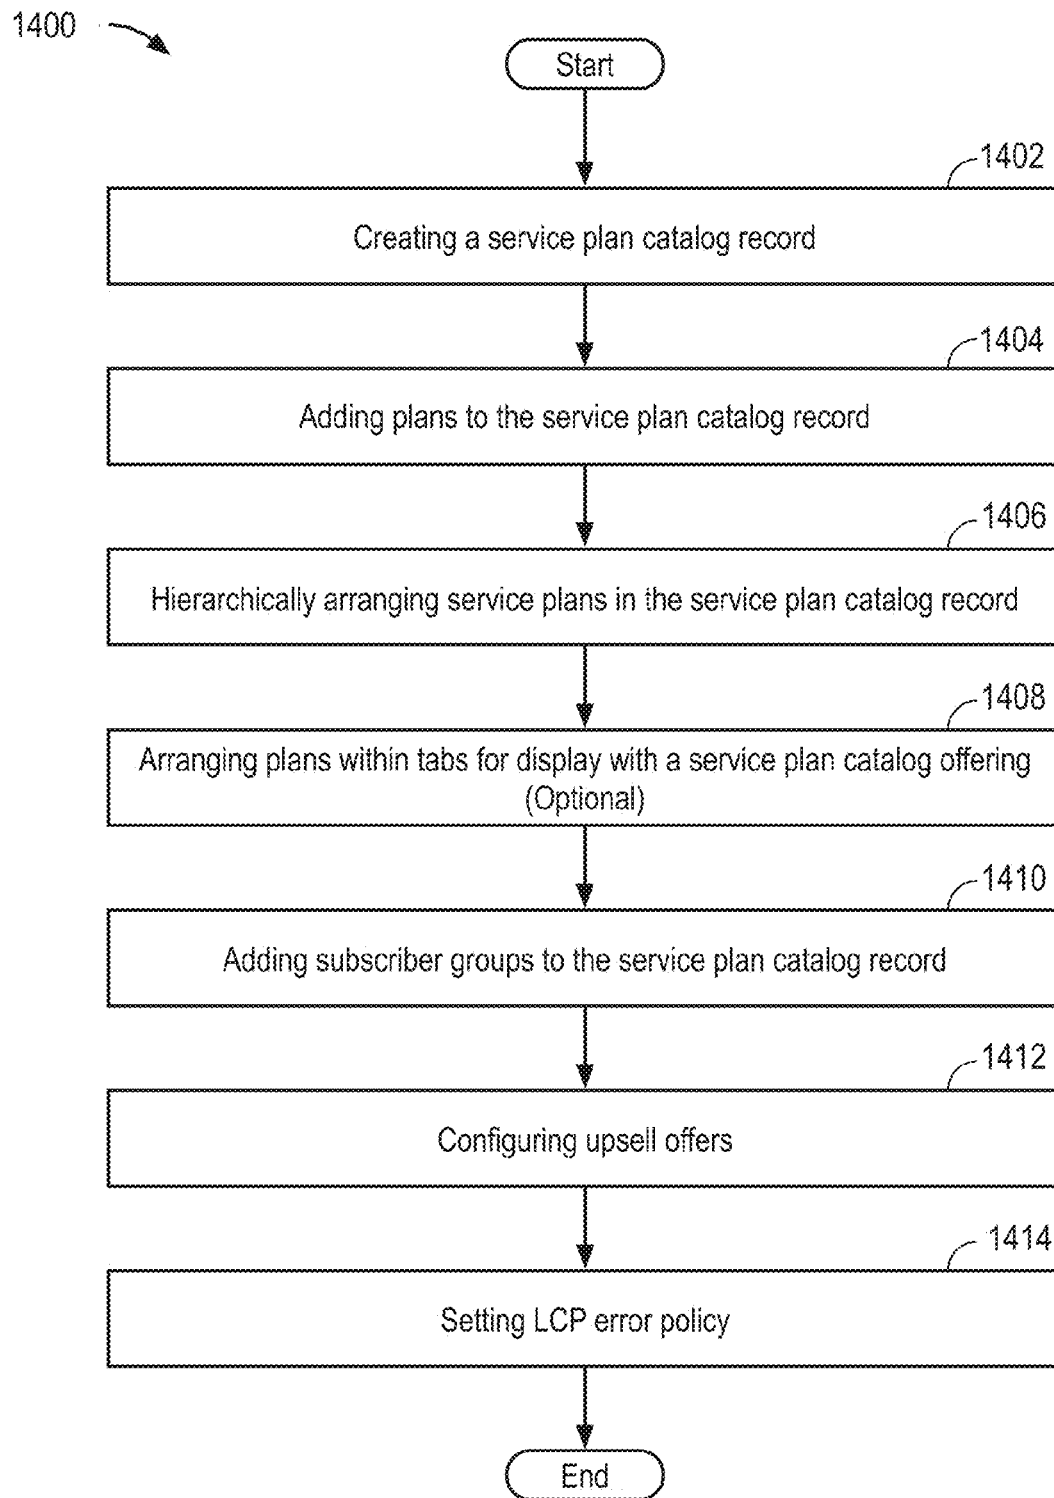 1400
Start
1402
Creating a service plan catalog record
1404
Adding plans to the service plan catalog record
1406
Hierarchically arranging service plans in the service plan catalog record
1408
Arranging plans within tabs for display with a service plan catalog offering
(Optional)
1410
Adding subscriber groups to the service plan catalog record
1412
Configuring upsell offers
1414
Setting LCP error policy
End